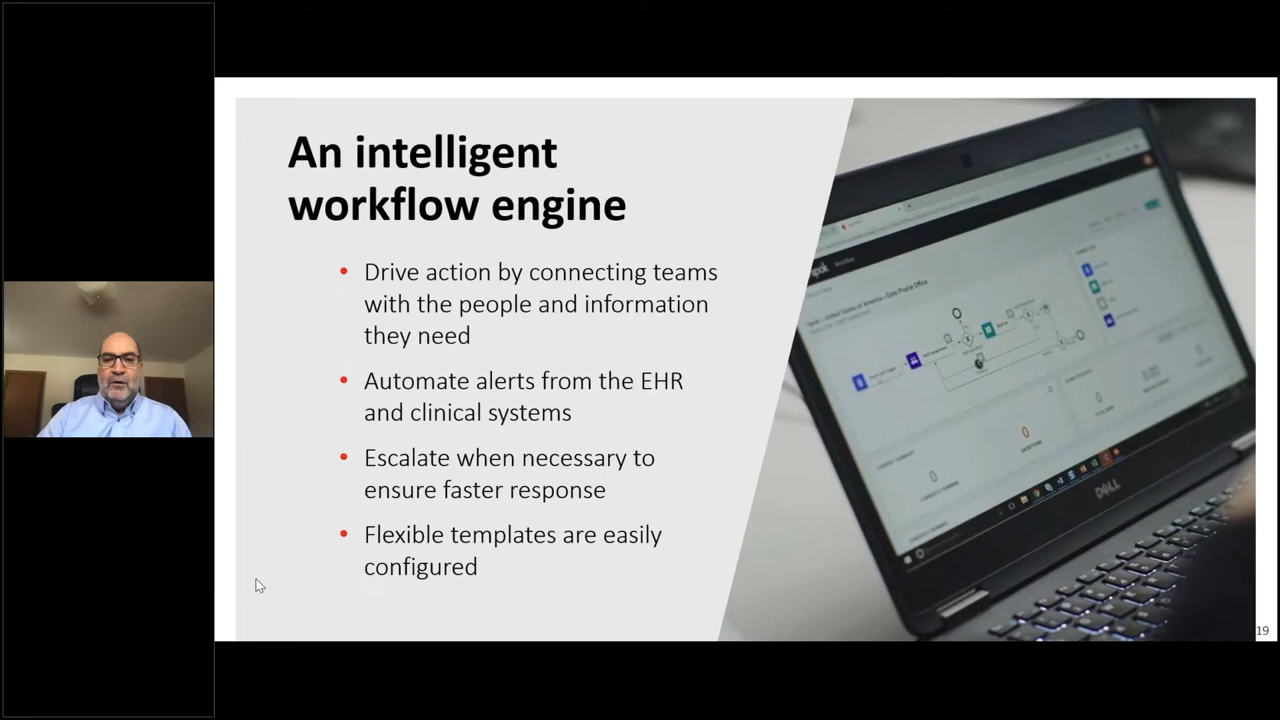 An intelligent
workflow engine
• Drive action by connecting teams
with the people and information
they need
• Automate alerts from the EHR
and clinical systems
• Escalate when necessary to
ensure faster response
• Flexible templates are easily
configured
spok Workflow
DELL
19